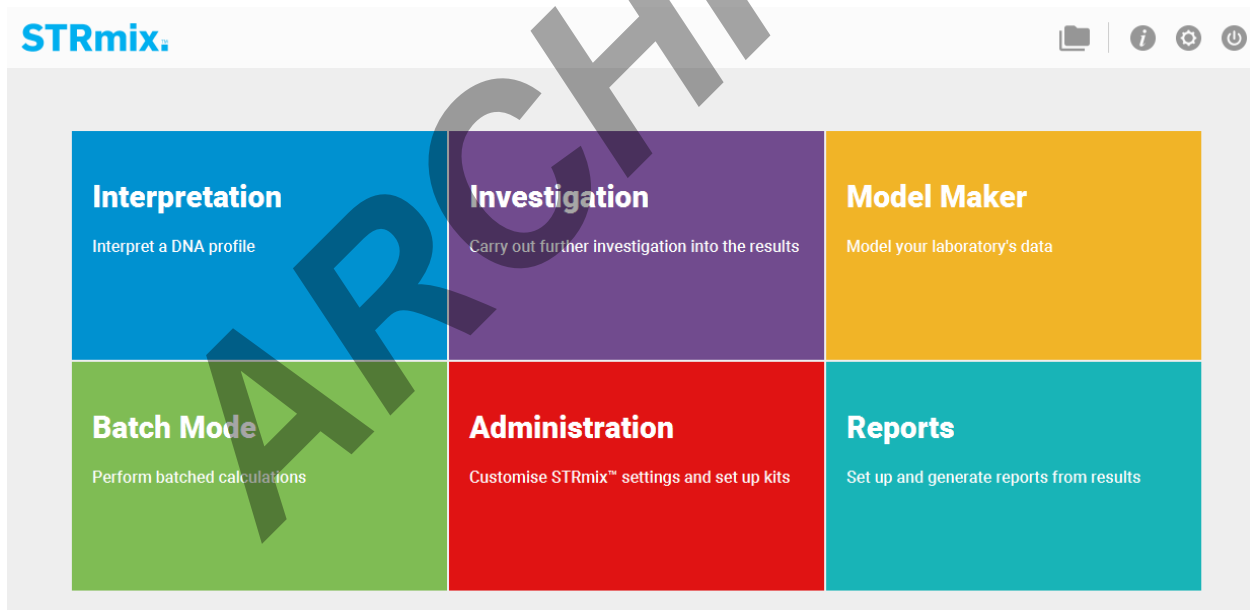 STRmix™
Interpretation
Interpret a DNA profile
Investigation
Carry out further investigation into the results
Model Maker
Model your laboratory's data
Batch Mode
Perform batched calculations
Administration
Customise STRmix™ settings and set up kits
Reports
Set up and generate reports from results